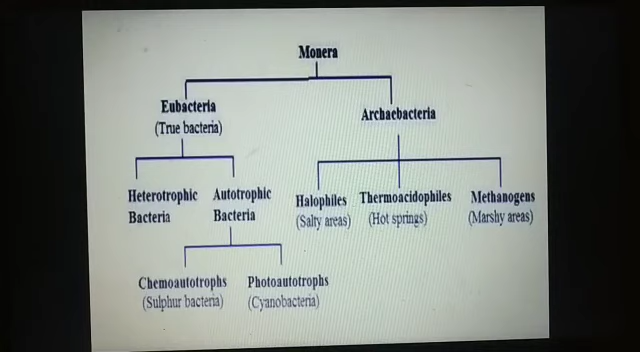 Monera
Eubacteria
(True bacteria)
Archaebacteria
Heterotrophic
Bacteria
Autotrophic
Bacteria
Halophiles
(Salty areas)
Thermoacidophiles
(Hot springs)
Methanogens
(Marshy areas)
Chemoautotrophs
(Sulphur bacteria)
Photoautotrophs
(Cyanobacteria)